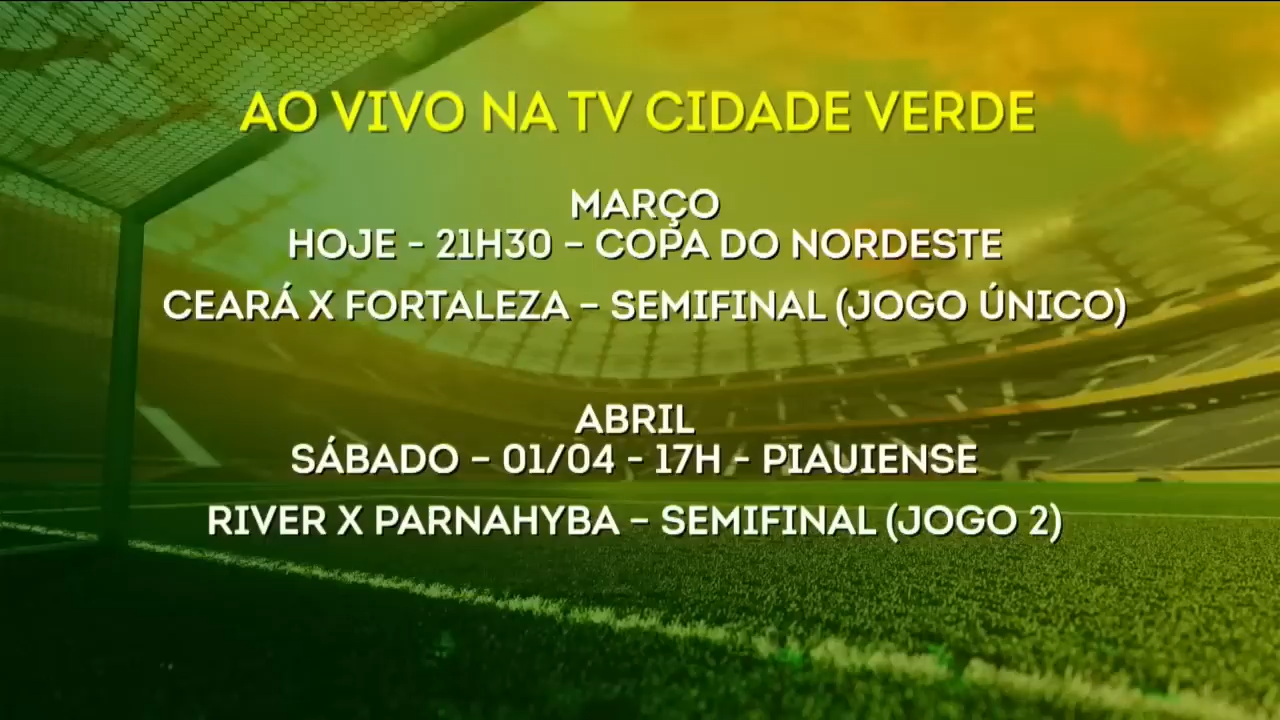 AO VIVO NA TV CIDADE VERDE
MARÇO
HOJE - 21H30 - COPA DO NORDESTE
CEARÁ X FORTALEZA - SEMIFINAL (JOGO ÚNICO)
ABRIL
SÁBADO - 01/04 - 17H - PIAUIENSE
RIVER X PARNAHYBA - SEMIFINAL (JOGO 2)